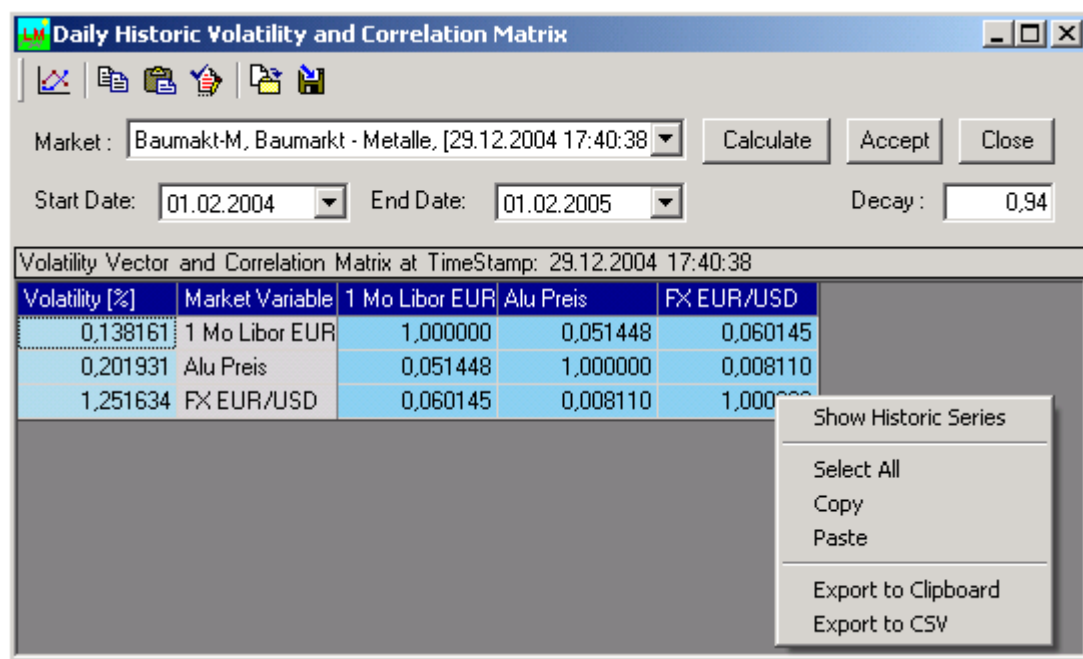 LM Daily Historic Volatility and Correlation Matrix
Market : Baumakt-M, Baumarkt - Metalle, [29.12.2004 17:40:38 Calculate Accept Close
Start Date: 01.02.2004 End Date: 01.02.2005 Decay : 0,94
Volatility Vector and Correlation Matrix at TimeStamp: 29.12.2004 17:40:38
Volatility [%] Market Variable 1 Mo Libor EUR Alu Preis FX EUR/USD
0,138161 1 Mo Libor EUR 1,000000 0,051448 0,060145
0,201931 Alu Preis 0,051448 1,000000 0,008110
1,251634 FX EUR/USD 0,060145 0,008110
Show Historic Series
Select All
Copy
Paste
Export to Clipboard
Export to CSV